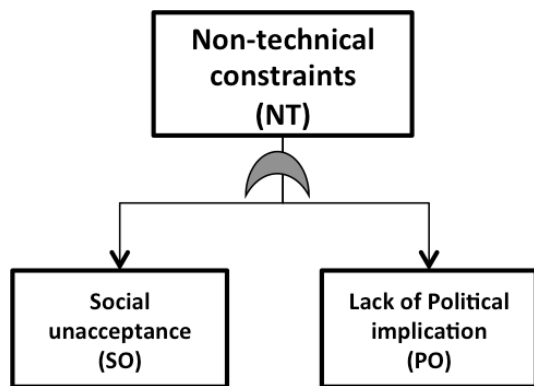 Non-technical
constraints
(NT)
Social
unacceptance
(SO)
Lack of Political
implication
(PO)